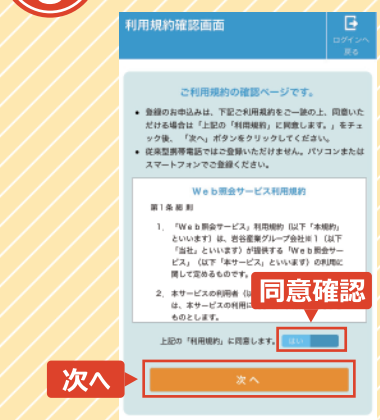 利用規約確認画面
ログインへ
戻る
ご利用規約の確認ページです。
• 登録のお申込みは、下記ご利用規約をご一読の上、同意いた
だける場合は「上記の「利用規約」に同意します。」をチェ
ック後、「次へ」ボタンをクリックしてください。
• 従来型携帯電話ではご登録いただけません。パソコンまたは
スマートフォンでご登録ください。
Ｗｅｂ照会サービス利用規約
第1条 総 則
1. 「Ｗｅｂ照会サービス」利用規約（以下「本規約」
といいます）は、岩谷産業グループ会社※1（以下
「当社」といいます）が提供する「Ｗｅｂ照会サー
ビス」（以下「本サービス」といいます）の利用に
関して定めるものです。
2. 本サービスの利用者（以
は、本サービスの利用に
ものとします。
同意確認
上記の「利用規約」に同意します。 はい
次へ
次へ